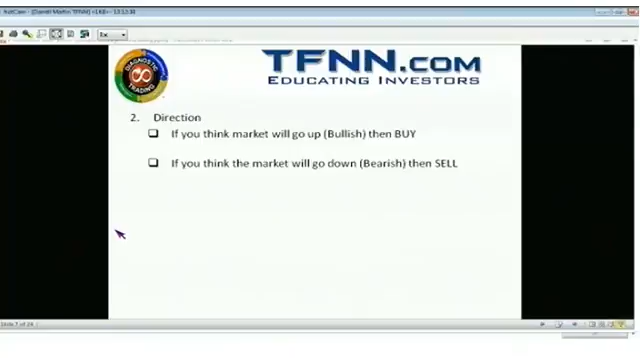 TFNN.COM
EDUCATING INVESTORS
DIAGNOSTIC
TRADING
2. Direction
If you think market will go up (Bullish) then BUY
If you think the market will go down (Bearish) then SELL